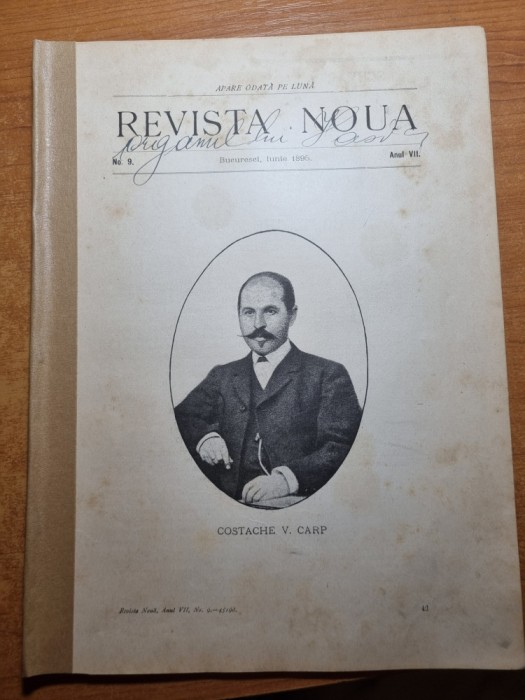 APARE ODATĂ PE LUNĂ
REVISTA NOUA
No. 9.
Bucuresci, Iunie 1895.
Anul VII.
COSTACHE V. CARP
Revista Nouă, Anul VII, No. 9.
41